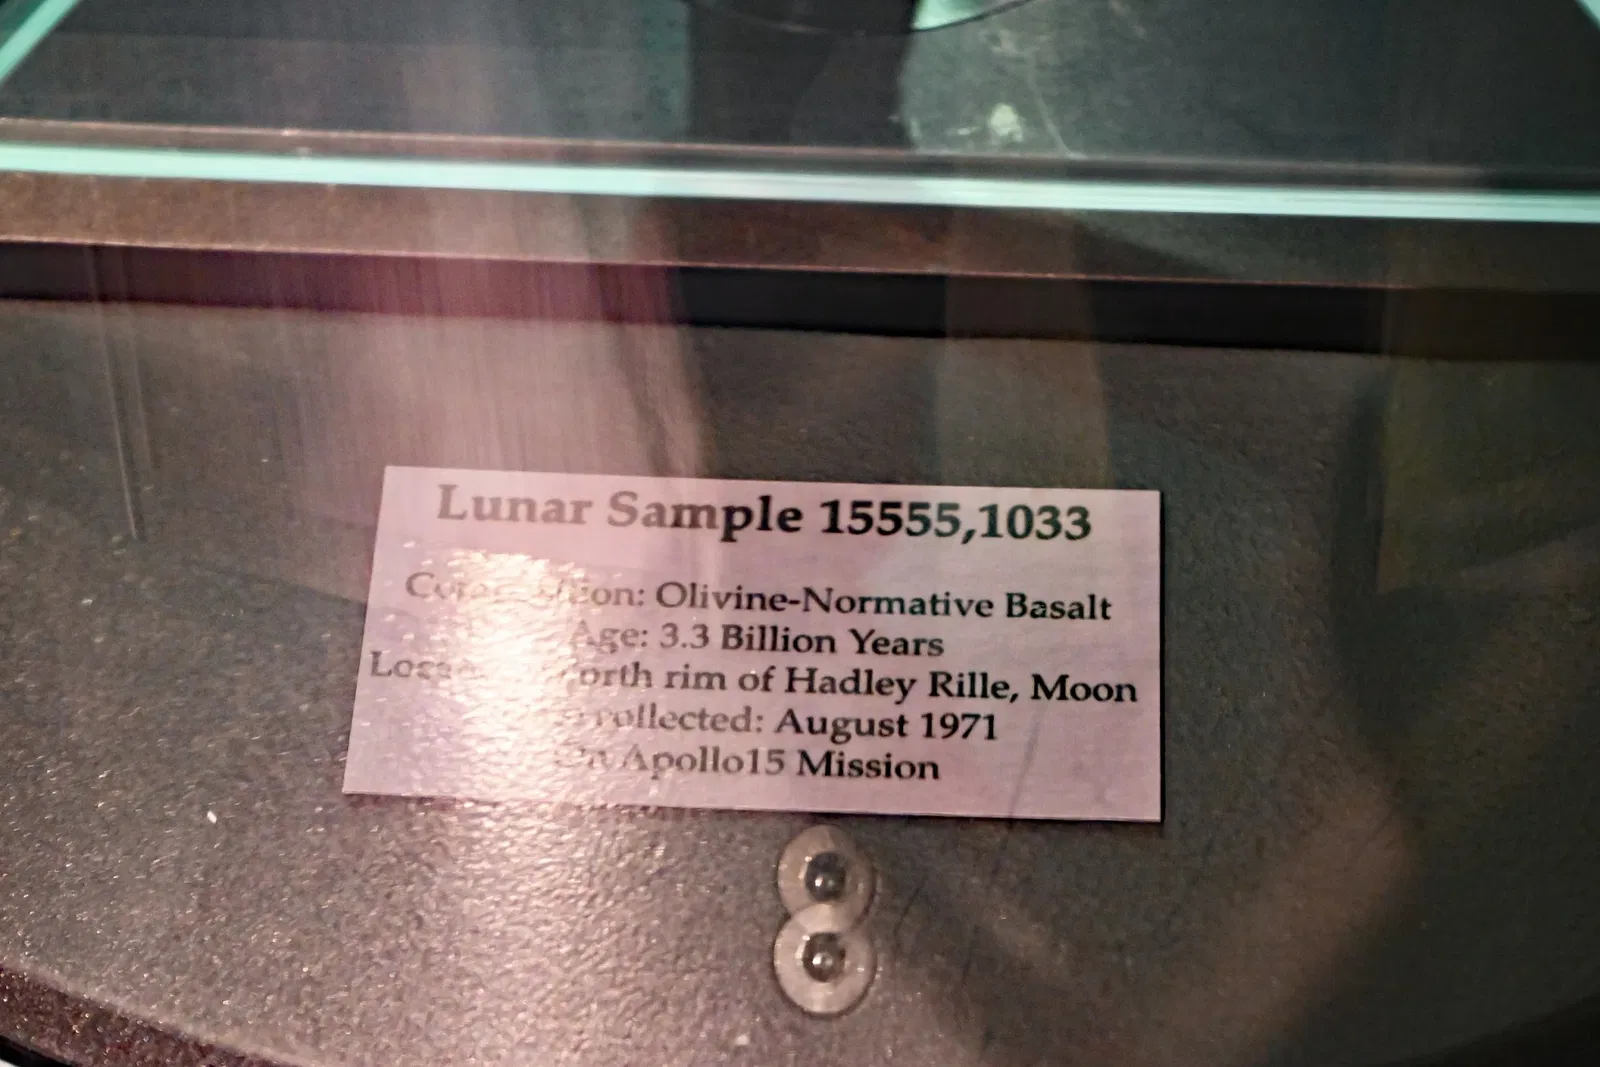 Lunar Sample 15555,1033
Olivine-Normative Basalt
Age: 3.3 Billion Years
rim of Hadley Rille, Moon
August 1971
Apollo15 Mission